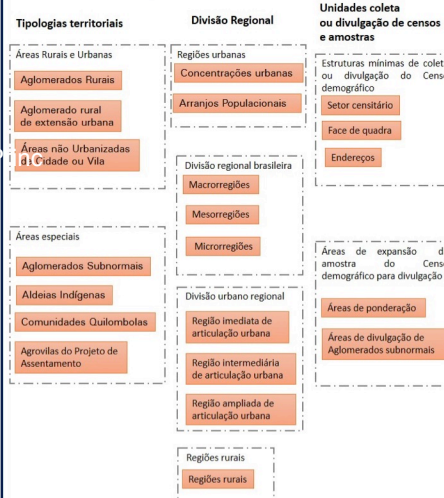 Tipologias territoriais
Áreas Rurais e Urbanas
Aglomerados Rurais
Aglomerado rural
de extensão urbana
Áreas não Urbanizadas
Cidade ou Vila
Áreas especiais
Aglomerados Subnormais
Aldeias Indígenas
Comunidades Quilombolas
Agrovilas do Projeto de
Assentamento
Divisão Regional
Regiões urbanas
Concentrações urbanas
Arranjos Populacionais
Divisão regional brasileira
Macrorregiões
Mesorregiões
Microrregiões
Divisão urbano regional
Região imediata de
articulação urbana
Região intermediária
de articulação urbana
Região ampliada de
articulação urbana
Regiões rurais
Regiões rurais
Unidades coleta
ou divulgação de censos
e amostras
Estruturas mínimas de colet
ou divulgação do Cens
demográfico
Setor censitário
Face de quadra
Endereços
Áreas de expansão d
amostra do Cens
demográfico para divulgação
Áreas de ponderação
Áreas de divulgação de
Aglomerados subnormais